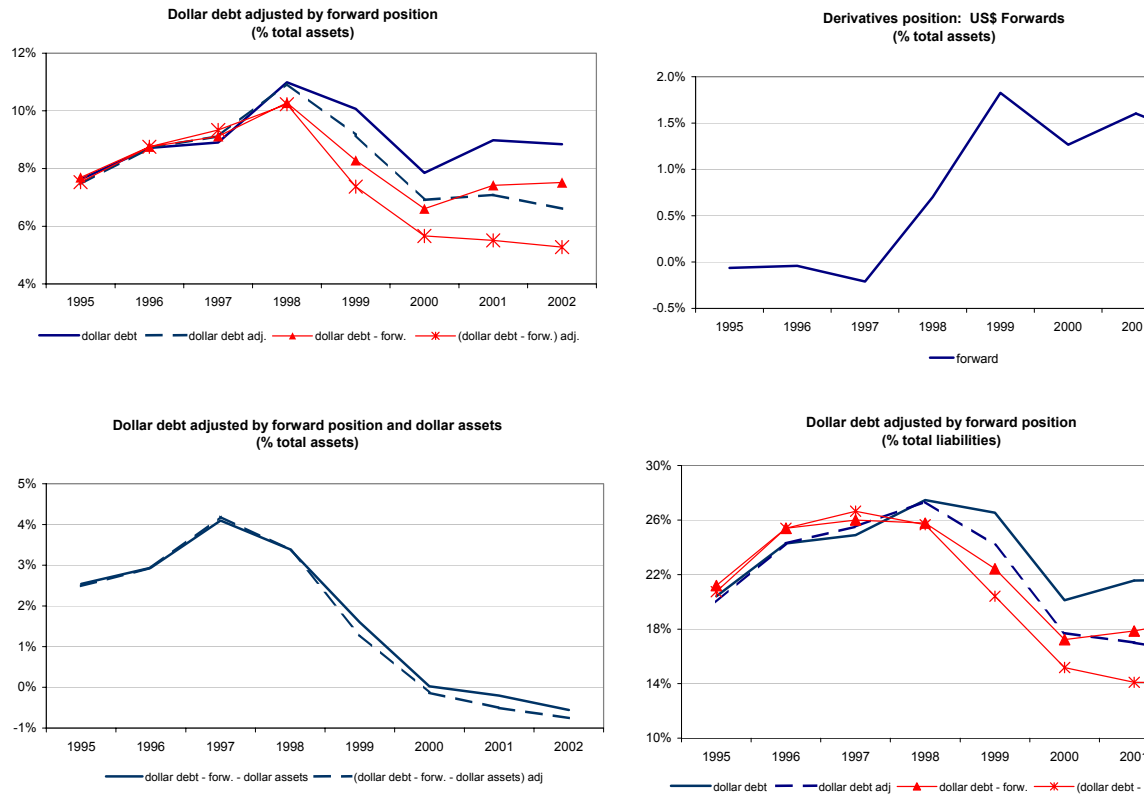 Dollar debt adjusted by forward position
(% total assets)
12%
10%
8%
6%
4%
1995 1996 1997 1998 1999 2000 2001 2002
dollar debt dollar debt adj. dollar debt - forw. (dollar debt - forw.) adj.
Derivatives position: US$ Forwards
(% total assets)
2.0%
1.5%
1.0%
0.5%
0.0%
-0.5%
1995 1996 1997 1998 1999 2000 200
forward
Dollar debt adjusted by forward position and dollar assets
(% total assets)
5%
4%
3%
2%
1%
0%
-1%
1995 1996 1997 1998 1999 2000 2001 2002
dollar debt - forw. - dollar assets (dollar debt - forw. - dollar assets) adj
Dollar debt adjusted by forward position
(% total liabilities)
30%
26%
22%
18%
14%
10%
1995 1996 1997 1998 1999 2000 2001
dollar debt dollar debt adj dollar debt - forw. (dollar debt -